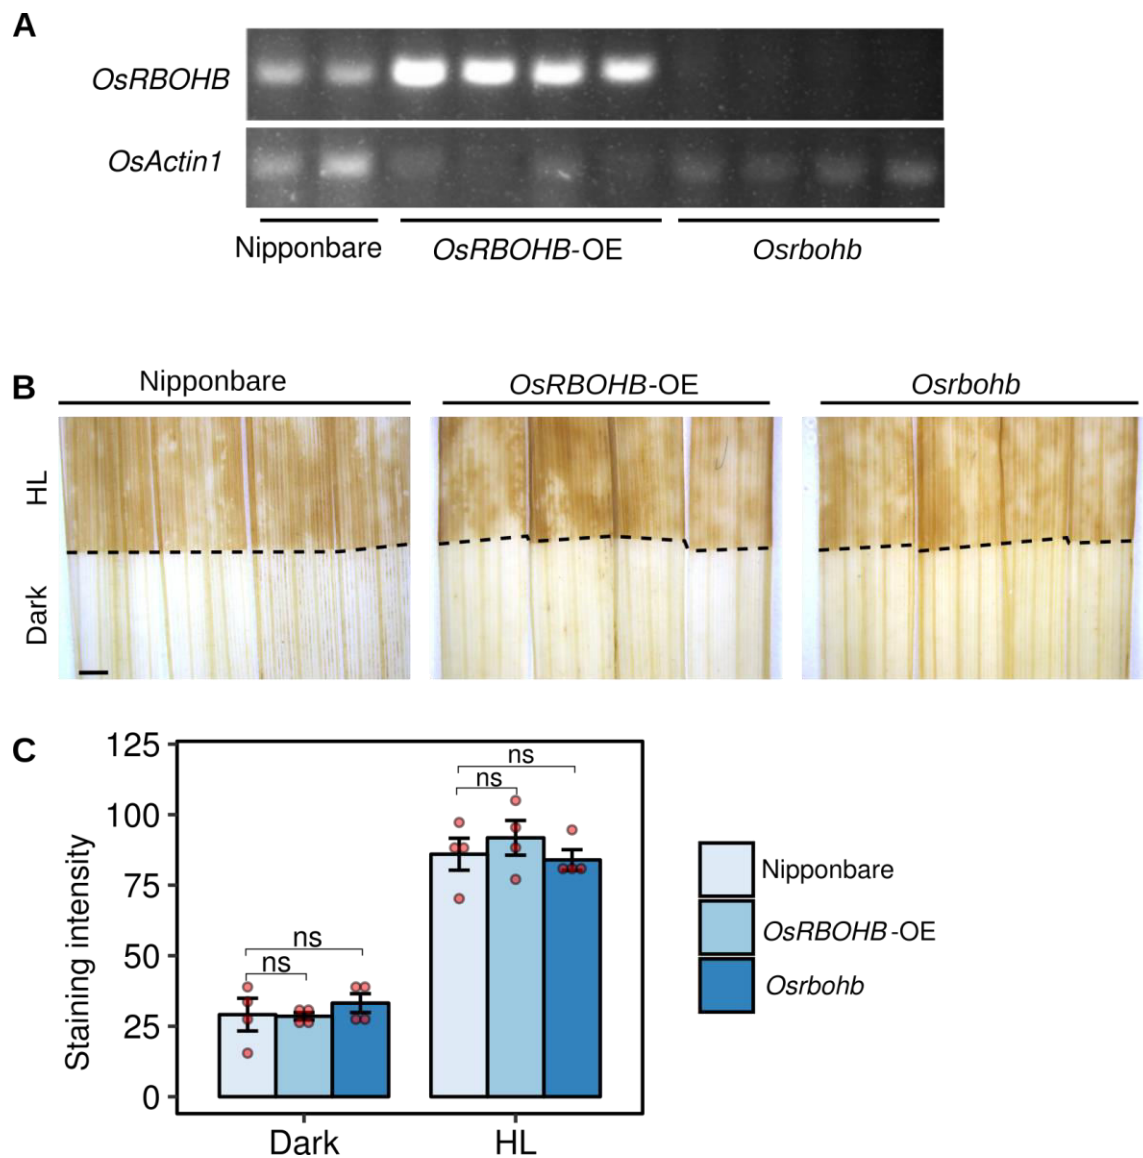 A
OsRBOHB
OsActin1
Nipponbare OsRBOHB-OE Osrbohb
B
Nipponbare OsRBOHB-OE Osrbohb
HL
Dark
C
Staining intensity
125
100
75
50
25
0
ns
ns
ns
ns
Dark HL
Nipponbare
OsRBOHB-OE
Osrbohb